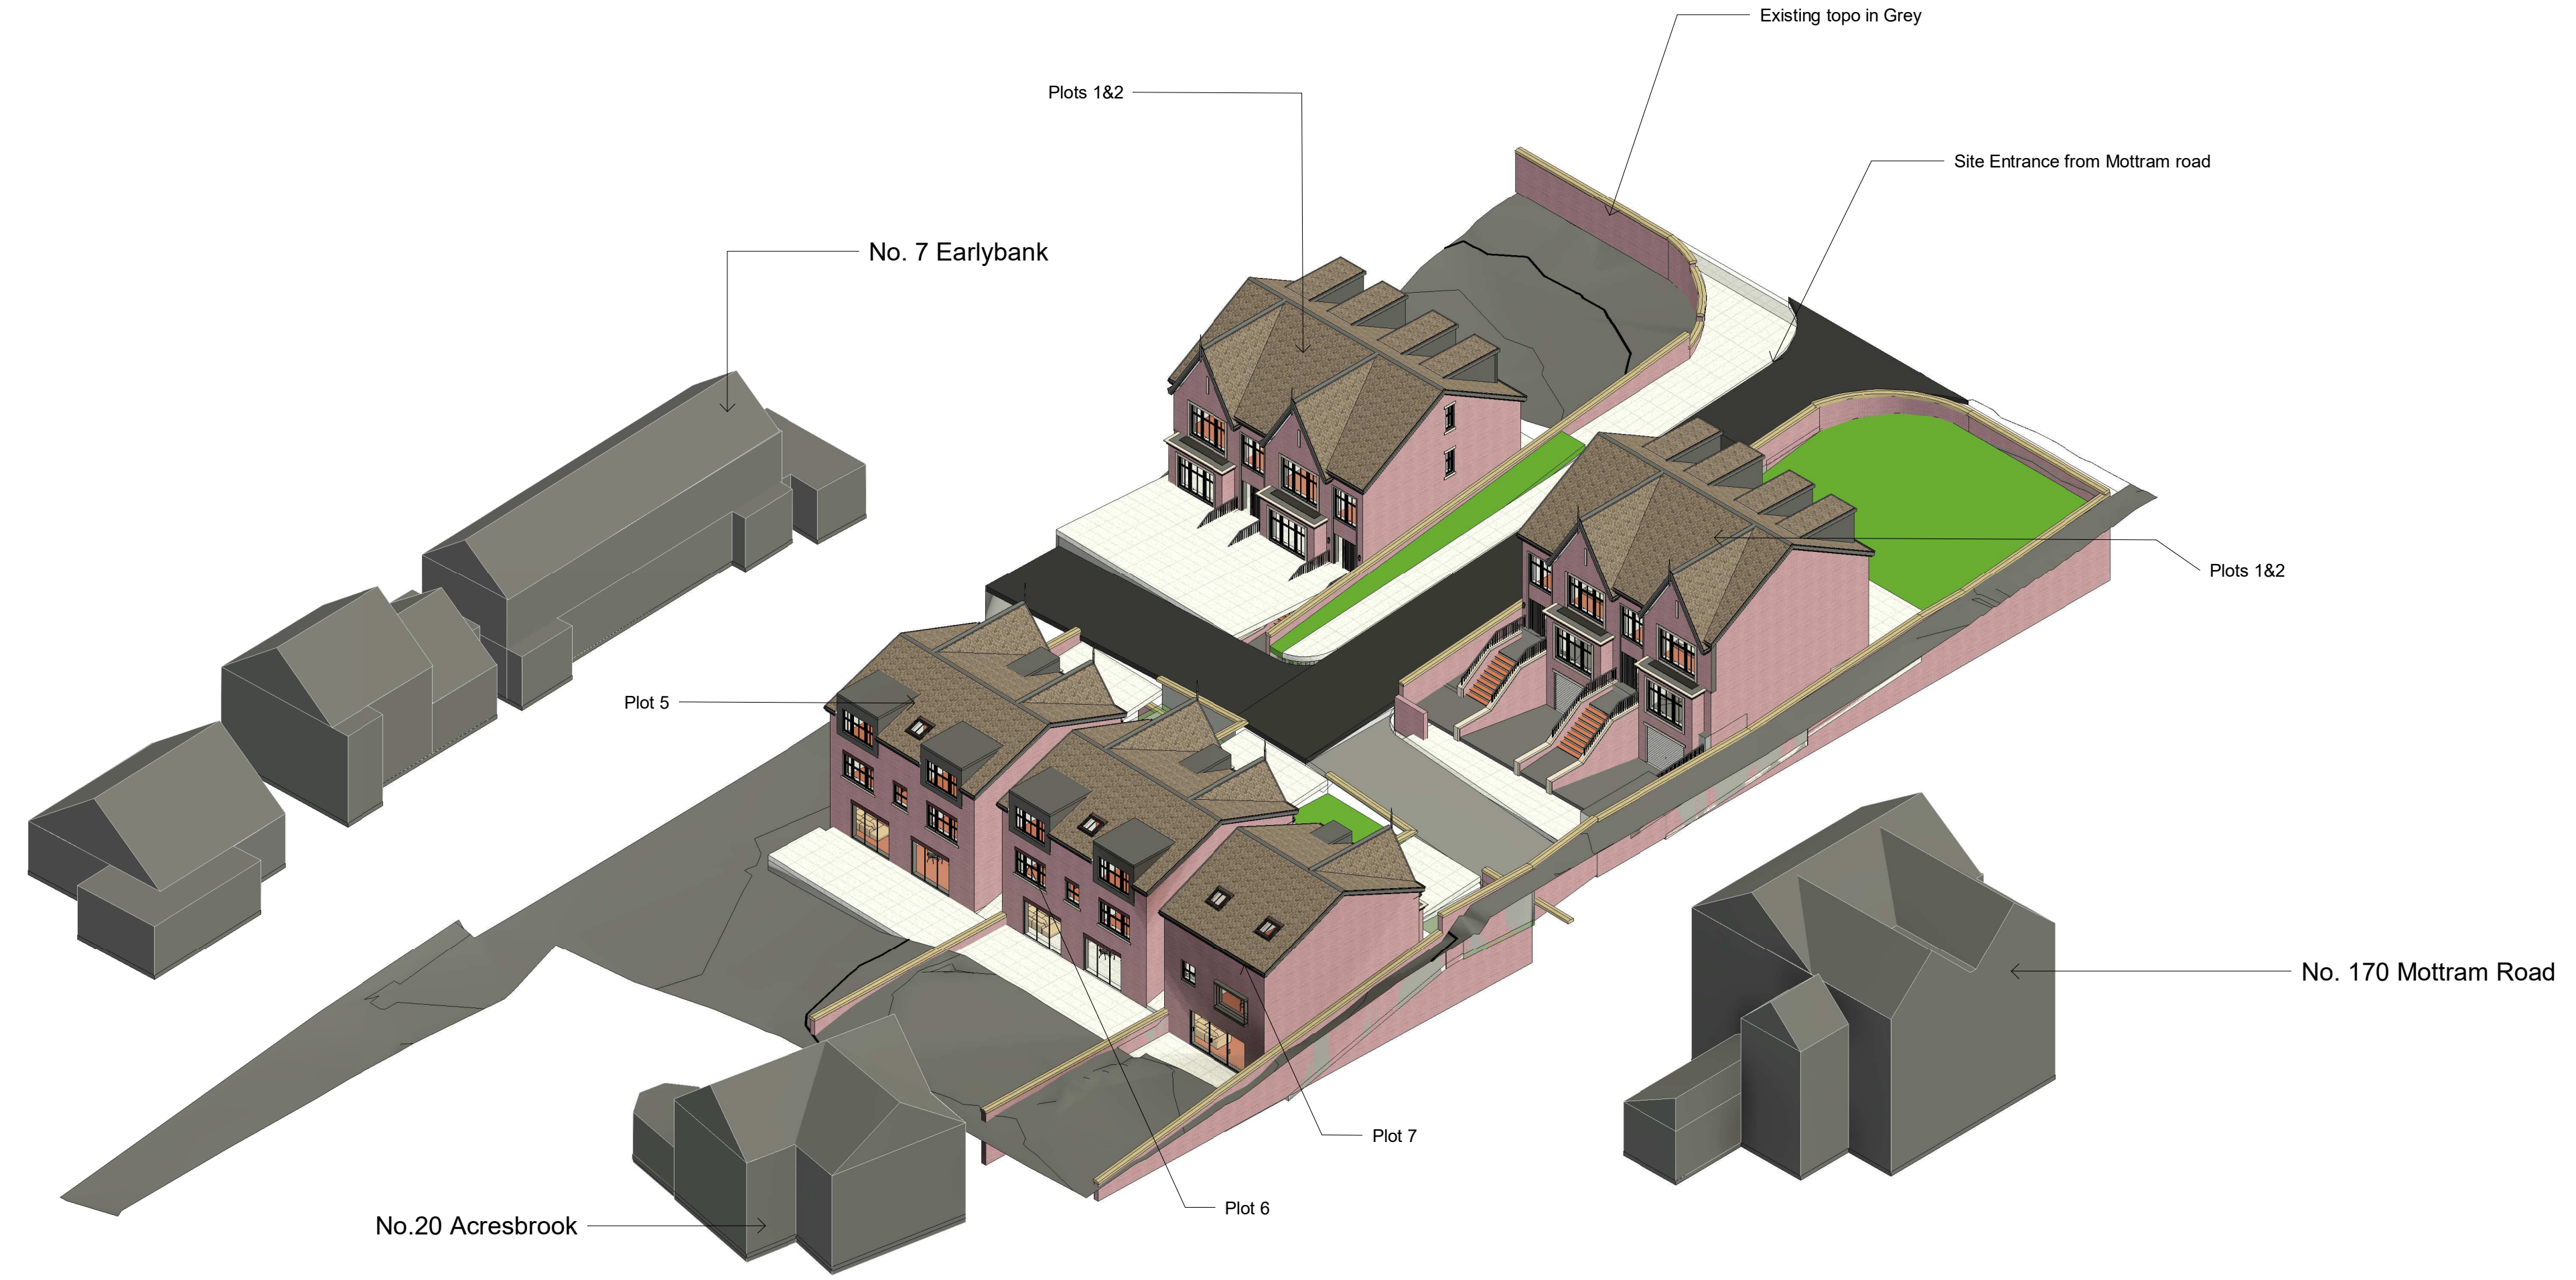 Existing topo in Grey
Plots 1&2
Site Entrance from Mottram road
No. 7 Earlybank
Plots 1&2
Plot 5
No. 170 Mottram Road
Plot 7
Plot 6
No.20 Acresbrook